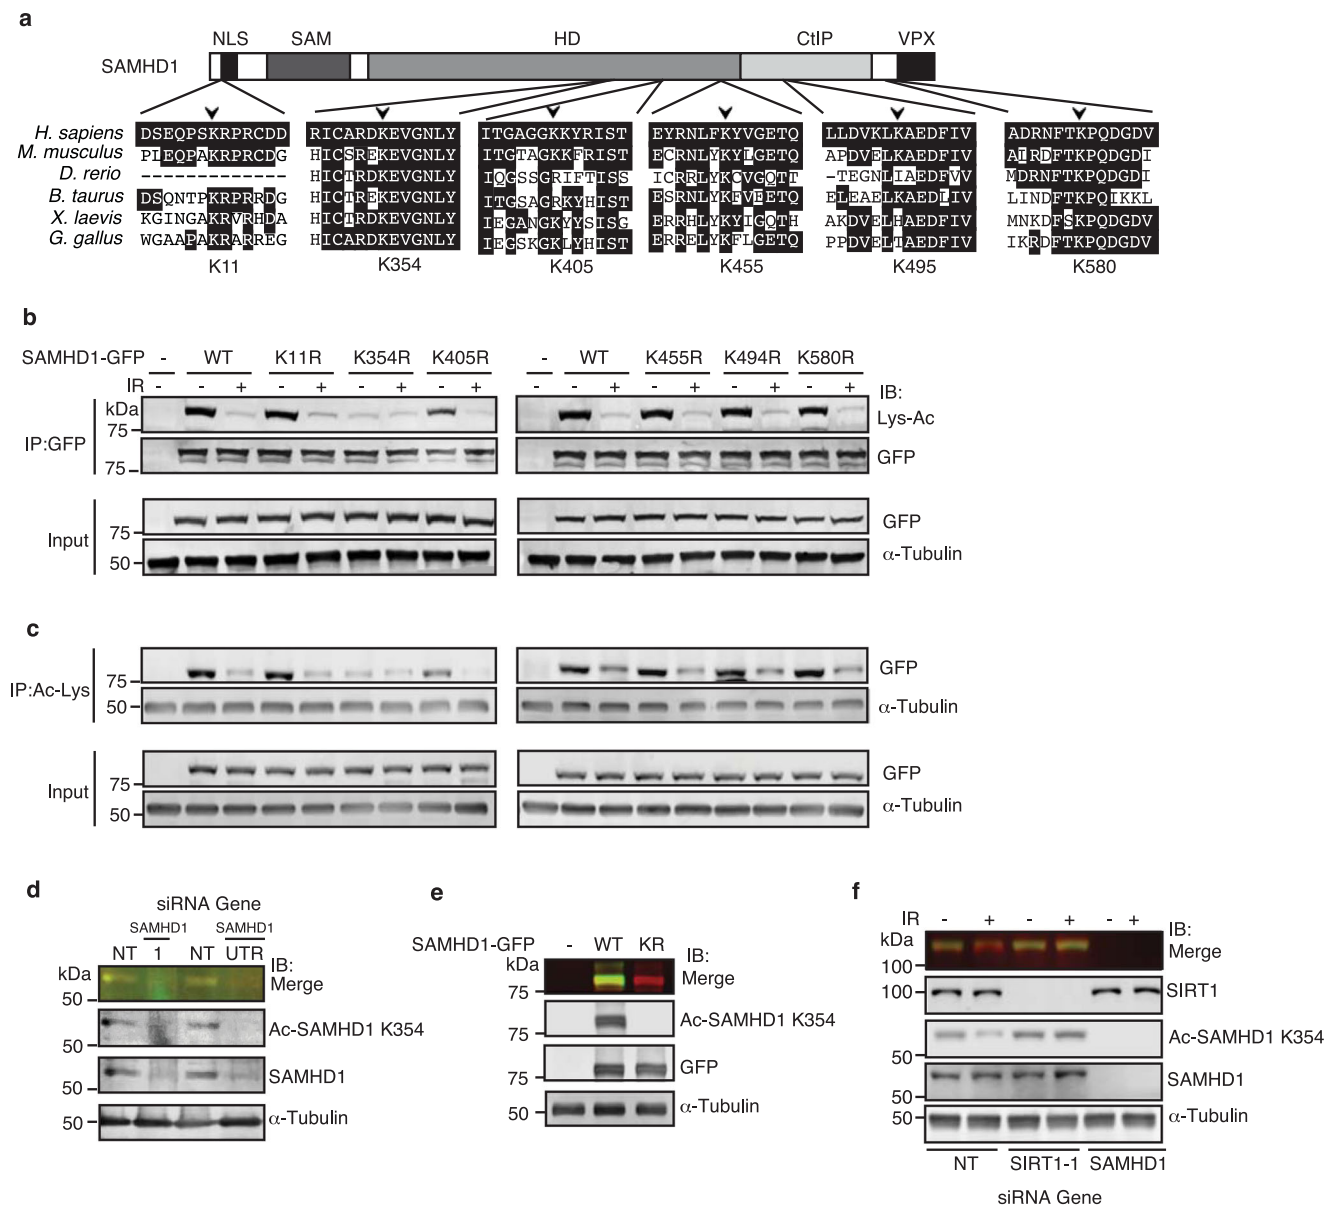 a
NLS SAM HD CtIP VPX
SAMHD1
H. sapiens DSEQPSKRPRCDD RICARDKEVGNLY ITGAGGKKYRIST EYRNLFKYVGETQ LLDVKLKAEDFIV ADRNFTKPQDGDV
M. musculus PLEQPAKRPRCDG HICSREKEVGNLY ITGTAGKKFRIST ECRNLYKYLGETQ APDVELKAEDFIV ALRDFTKPQDGDI
D. rerio ------------- HICTRDKEVGNLY IQGSSGRIFTISS ICRRLYKCVGQTT -TEGNLIAEDFVV MDRNFTKPQDGDI
B. taurus DSQNTPKRPRRDG HICTREKEVGNLY ITGSAGRKYHIST ESRNLYKFVEETQ ELEAELKAEDLIV LINDFTKPQIKKL
X. laevis KGINGAKRVRHDA HICTRDKEVGNLY IEGANGKYYSISG ERRHLYKYIQQTH AKDVELHAEDFIV MNKDFSKPQDGDV
G. gallus WGAAPAKRARREG HICARDKEVGNLY IEGSKGKLYHIST ERRELYKFLGETQ PPDVELTAEDFIV IKRDFTKPQDGDV
K11 K354 K405 K455 K495 K580
b
SAMHD1-GFP - WT K11R K354R K405R - WT K455R K494R K580R
IR - - + - + - + - + - - + - + - + - + IB:
kDa
75
Lys-Ac
IP:GFP
75
GFP
Input
75
GFP
50
α-Tubulin
c
IP:Ac-Lys
75
GFP
50
α-Tubulin
Input
75
GFP
50
α-Tubulin
d
siRNA Gene
SAMHD1 SAMHD1
NT 1 NT UTR
kDa
IB:
Merge
50
Ac-SAMHD1 K354
50
SAMHD1
50
α-Tubulin
50
e
SAMHD1-GFP - WT KR
kDa
IB:
Merge
75
Ac-SAMHD1 K354
75
GFP
75
α-Tubulin
50
f
IR - + - + - +
kDa
IB:
Merge
100
100
SIRT1
Ac-SAMHD1 K354
50
SAMHD1
50
50
α-Tubulin
NT SIRT1-1 SAMHD1
siRNA Gene